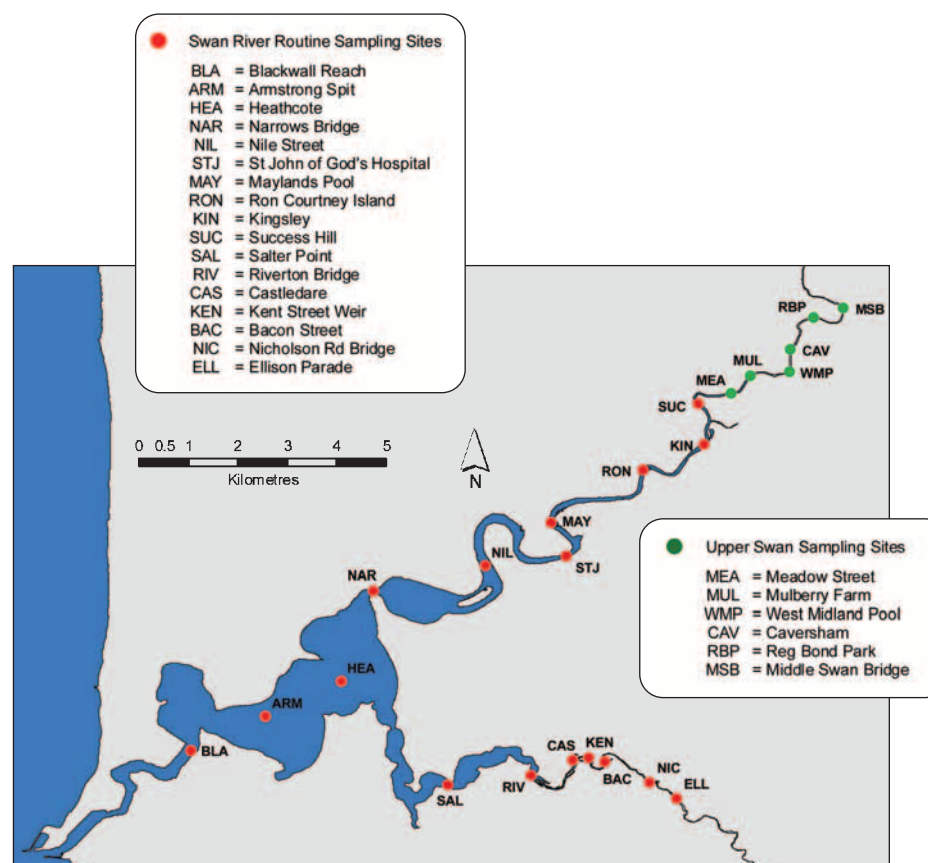 Swan River Routine Sampling Sites
BLA = Blackwall Reach
ARM = Armstrong Spit
HEA = Heathcote
NAR = Narrows Bridge
NIL = Nile Street
STJ = St John of God's Hospital
MAY = Maylands Pool
RON = Ron Courtney Island
KIN = Kingsley
SUC = Success Hill
SAL = Salter Point
RIV = Riverton Bridge
CAS = Castledare
KEN = Kent Street Weir
BAC = Bacon Street
NIC = Nicholson Rd Bridge
ELL = Ellison Parade
RBP
MSB
CAV
MUL
WMP
MEA
SUC
KIN
0 0.5 1 2 3 4 5
Kilometres
N
RON
MAY
NIL
STJ
NAR
Upper Swan Sampling Sites
MEA = Meadow Street
MUL = Mulberry Farm
WMP = West Midland Pool
CAV = Caversham
RBP = Reg Bond Park
MSB = Middle Swan Bridge
HEA
ARM
BLA
CAS
KEN
BAC
RIV
NIC
ELL
SAL